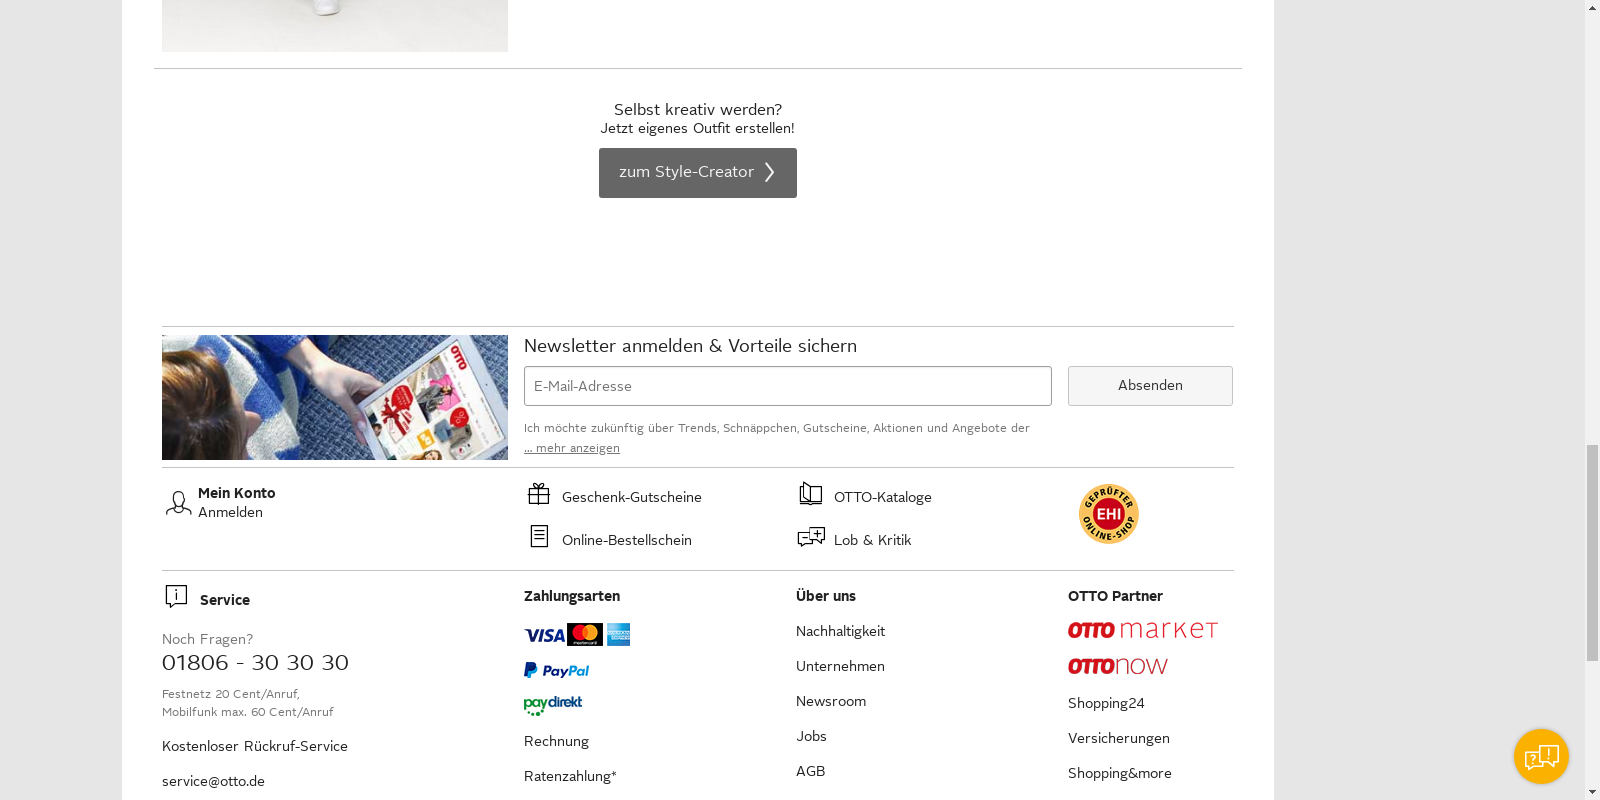 Selbst kreativ werden?
Jetzt eigenes Outfit erstellen!
zum Style-Creator
OTTO
%
Newsletter anmelden & Vorteile sichern
E-Mail-Adresse
Absenden
Ich möchte zukünftig über Trends, Schnäppchen, Gutscheine, Aktionen und Angebote der
... mehr anzeigen
Mein Konto
Anmelden
Geschenk-Gutscheine
Online-Bestellschein
OTTO-Kataloge
Lob & Kritik
GEPRÜFTER
EHI
ONLINE-SHOP
Service
Noch Fragen?
01806 - 30 30 30
Festnetz 20 Cent/Anruf,
Mobilfunk max. 60 Cent/Anruf
Kostenloser Rückruf-Service
service@otto.de
Zahlungsarten
VISA mastercard AMERICAN EXPRESS
PayPal
paydirekt
Rechnung
Ratenzahlung*
Über uns
Nachhaltigkeit
Unternehmen
Newsroom
Jobs
AGB
OTTO Partner
OTTO market
OTTO now
Shopping24
Versicherungen
Shopping&more